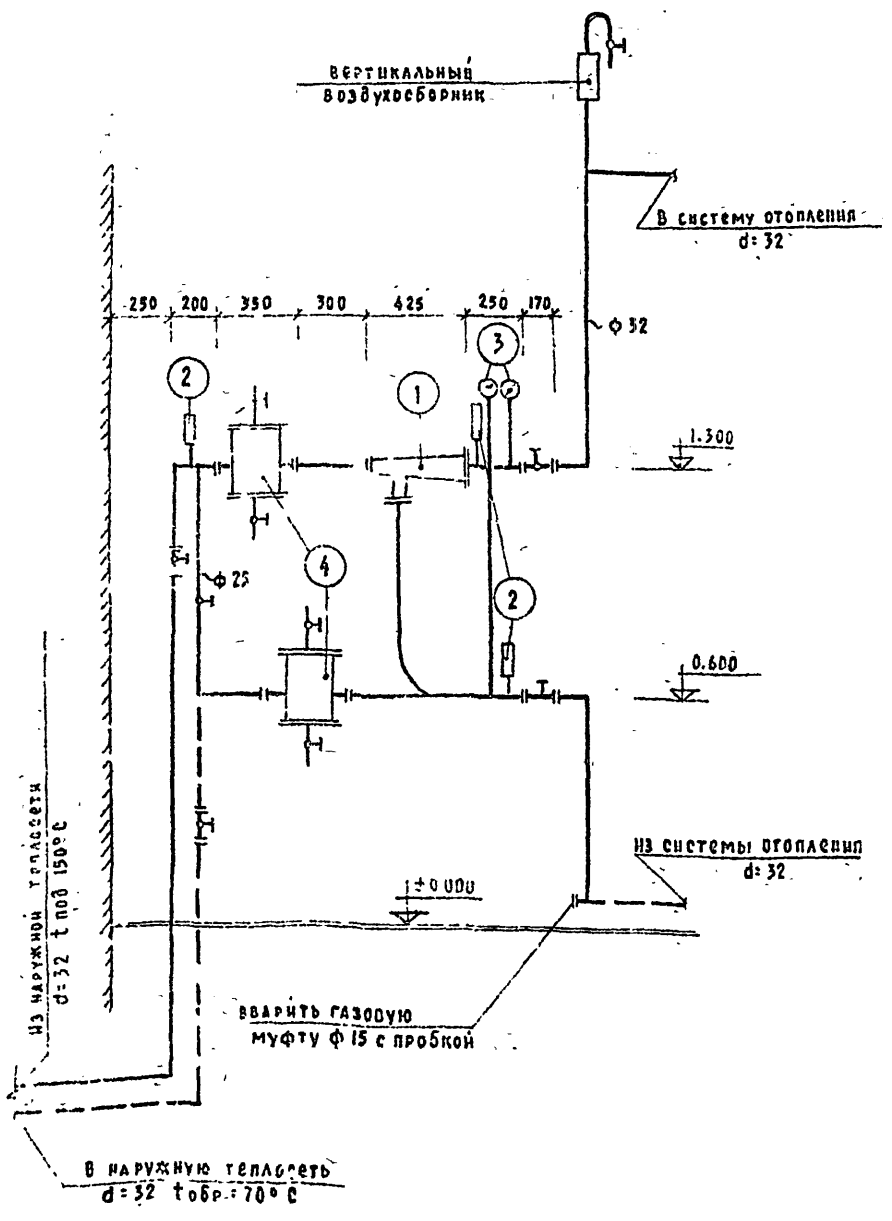 ВЕРТИКАЛЬНЫЙ
ВОЗДУХОСБОРНИК
В СИСТЕМУ ОТОПЛЕНИЯ
d=32
250 200 350 300 425 250 170
ф 32
3
2
1
1.300
4
ф 25
2
0.600
ИЗ НАРУЖНОЙ ТЕПЛОСЕТИ
d=32 t под 150°С
ИЗ СИСТЕМЫ ОТОПЛЕНИЯ
d=32
±0.000
ВВАРИТЬ ГАЗОВУЮ
МУФТУ ф 15 С ПРОБКОЙ
В НАРУЖНУЮ ТЕПЛОСЕТЬ
d=32 t обр.=70°С